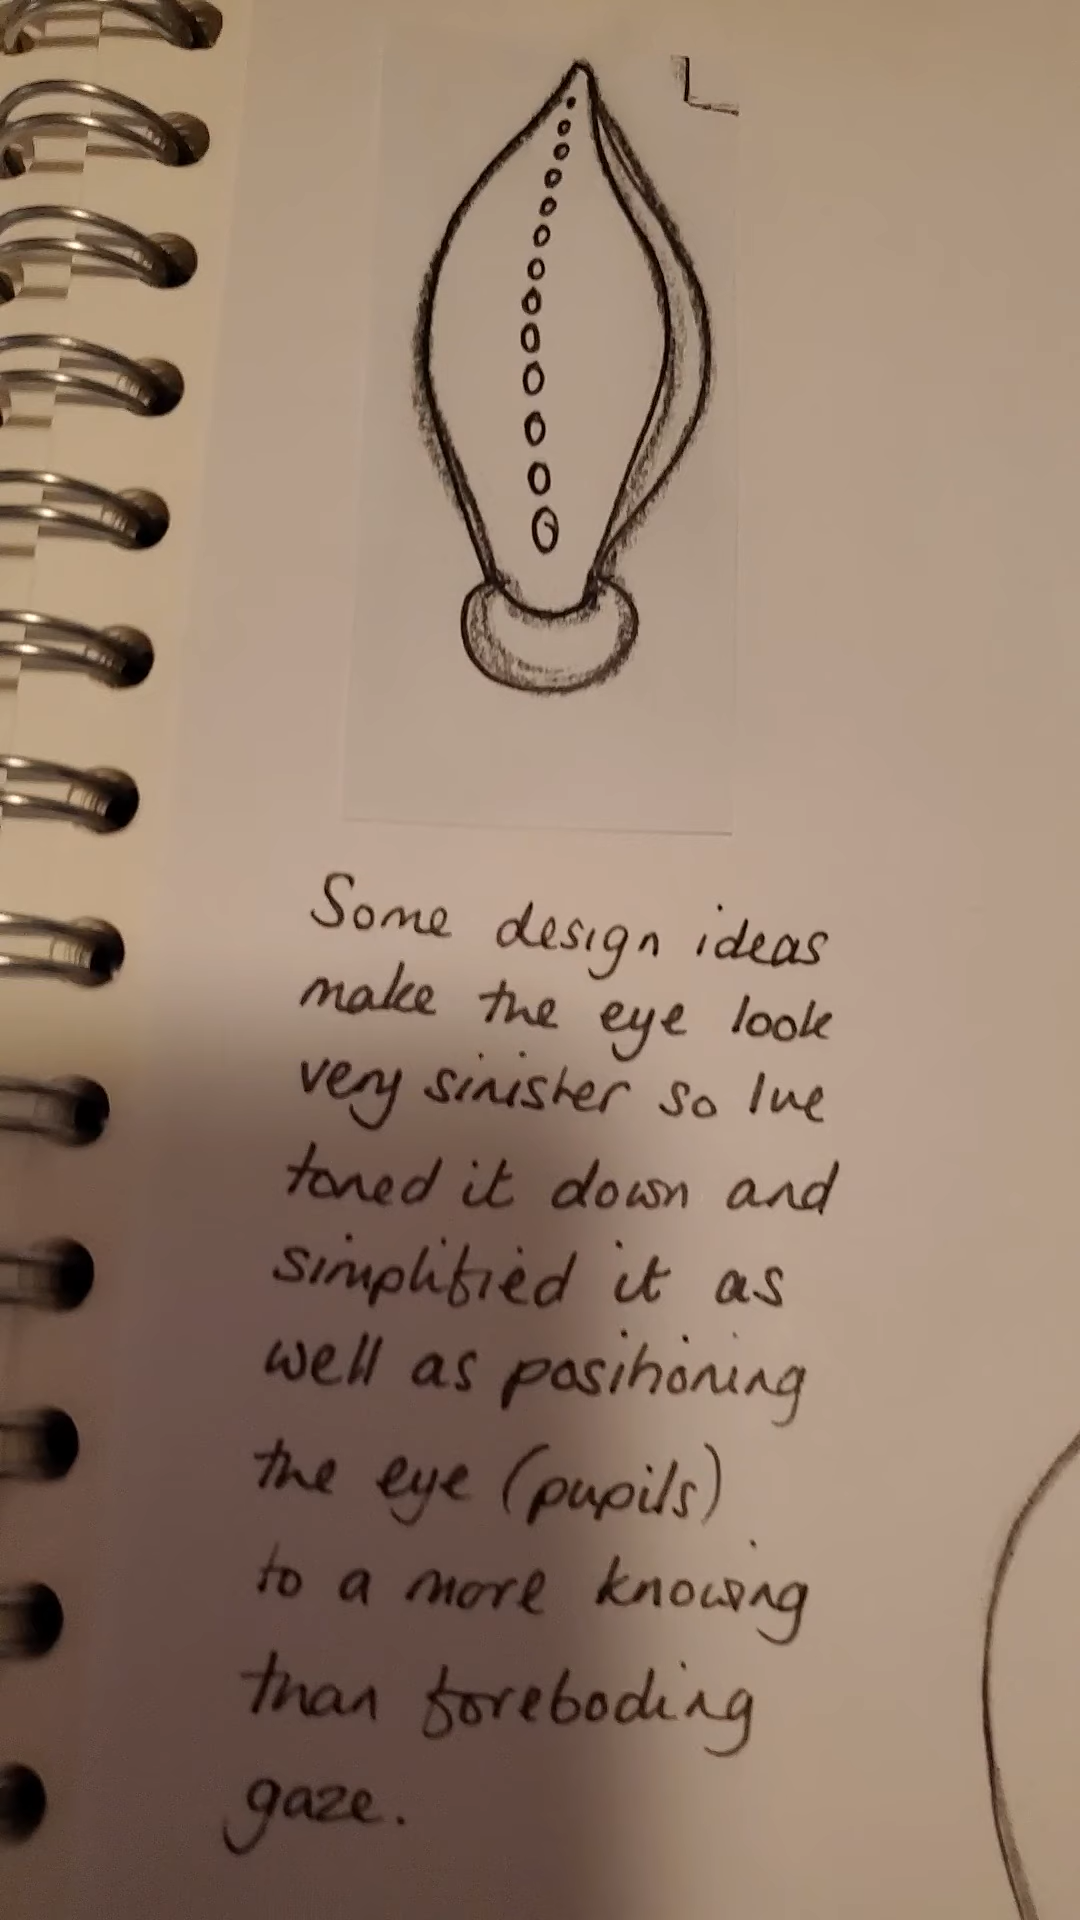 Some design ideas
make the eye look
very sinister so Ive
toned it down and
simplified it as
well as positioning
the eye (pupils)
to a more knowing
than foreboding
gaze.